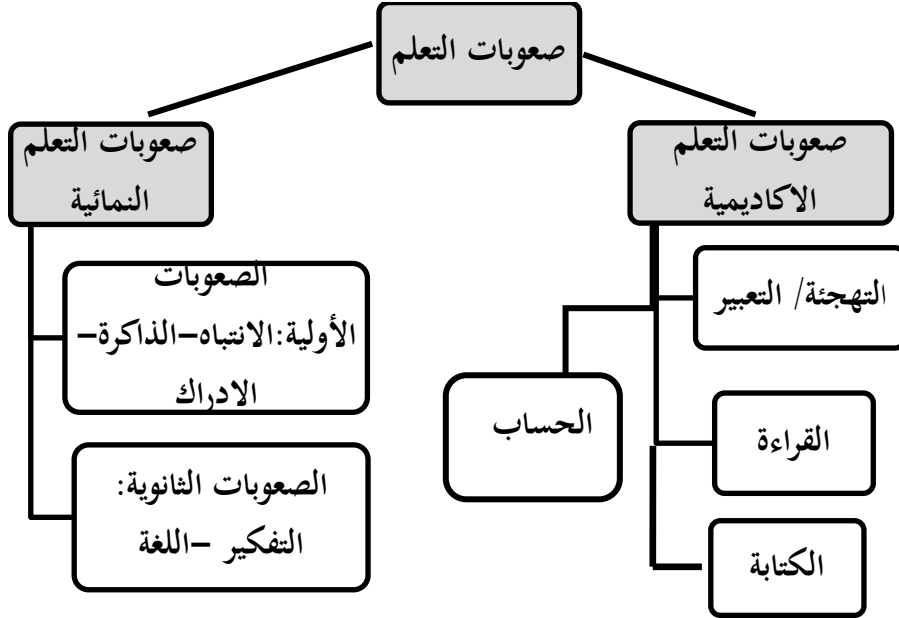 صعوبات التعلم
صعوبات التعلم
الاكاديمية
التهجئة/ التعبير
القراءة
الكتابة
الحساب
صعوبات التعلم
النمائية
الصعوبات
الأولية:الانتباه–الذاكرة–
الادراك
الصعوبات الثانوية:
التفكير –اللغة